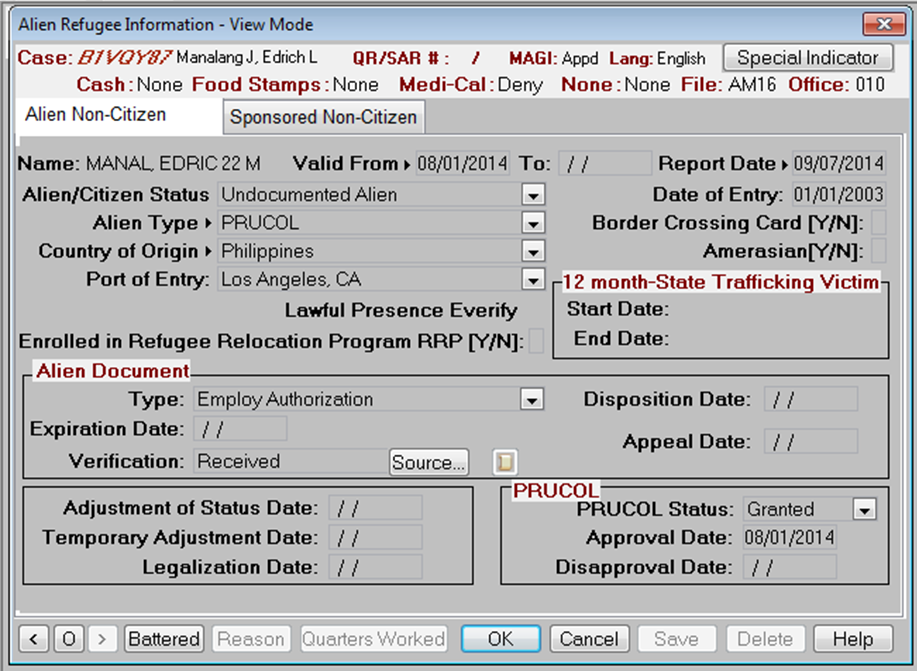 Alien Refugee Information - View Mode
Case: B1VQY87 Manalang J, Edrich L QR/SAR # : / MAGI: Appd Lang: English Special Indicator
Cash: None Food Stamps: None Medi-Cal: Deny None: None File: AM16 Office: 010
Alien Non-Citizen Sponsored Non-Citizen
Name: MANAL, EDRIC 22 M Valid From 08/01/2014 To: / / Report Date 09/07/2014
Alien/Citizen Status Undocumented Alien Date of Entry: 01/01/2003
Alien Type PRUCOL Border Crossing Card [Y/N]:
Country of Origin Philippines Amerasian[Y/N]:
Port of Entry: Los Angeles, CA 12 month-State Trafficking Victim
Lawful Presence Everify Start Date:
Enrolled in Refugee Relocation Program RRP [Y/N]: End Date:
Alien Document
Type: Employ Authorization Disposition Date: / /
Expiration Date: / / Appeal Date: / /
Verification: Received Source...
PRUCOL
Adjustment of Status Date: / / PRUCOL Status: Granted
Temporary Adjustment Date: / / Approval Date: 08/01/2014
Legalization Date: / / Disapproval Date: / /
< O > Battered Reason Quarters Worked OK Cancel Save Delete Help